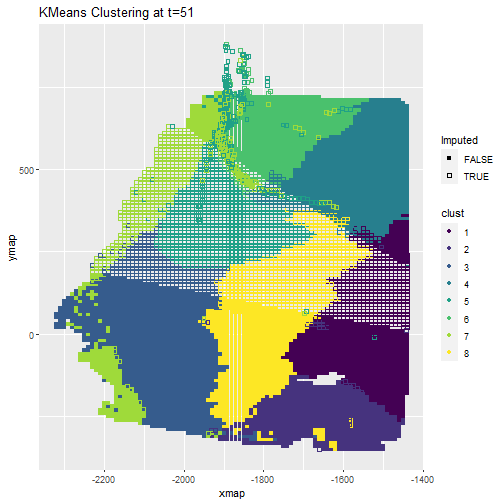 KMeans Clustering at t=51
ymap
500
0
-2200
-2000
-1800
-1600
-1400
xmap
Imputed
FALSE
TRUE
clust
1
2
3
4
5
6
7
8